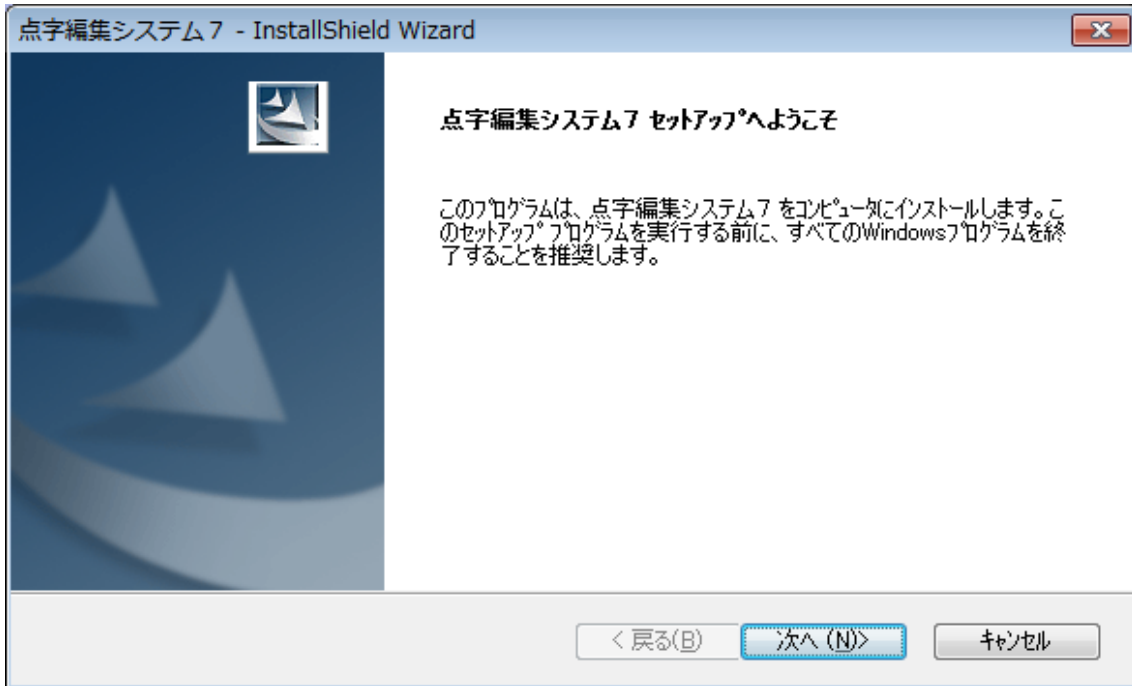 点字編集システム7 - InstallShield Wizard
点字編集システム7 ｾｯﾄｱｯﾌﾟへようこそ
このﾌﾟﾛｸﾞﾗﾑは、点字編集システム7 をｺﾝﾋﾟｭｰﾀにインストールします。こ
のｾｯﾄｱｯﾌﾟ ﾌﾟﾛｸﾞﾗﾑを実行する前に、すべてのWindowsﾌﾟﾛｸﾞﾗﾑを終
了することを推奨します。
< 戻る(B) 次へ (N)> ｷｬﾝｾﾙ